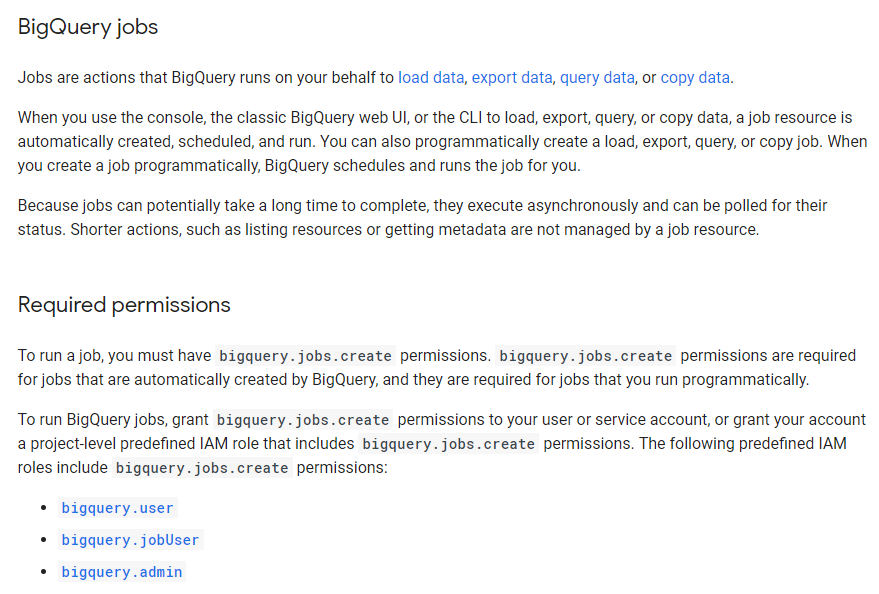 BigQuery jobs
Jobs are actions that BigQuery runs on your behalf to load data, export data, query data, or copy data.
When you use the console, the classic BigQuery web UI, or the CLI to load, export, query, or copy data, a job resource is
automatically created, scheduled, and run. You can also programmatically create a load, export, query, or copy job. When
you create a job programmatically, BigQuery schedules and runs the job for you.
Because jobs can potentially take a long time to complete, they execute asynchronously and can be polled for their
status. Shorter actions, such as listing resources or getting metadata are not managed by a job resource.
Required permissions
To run a job, you must have bigquery.jobs.create permissions. bigquery.jobs.create permissions are required
for jobs that are automatically created by BigQuery, and they are required for jobs that you run programmatically.
To run BigQuery jobs, grant bigquery.jobs.create permissions to your user or service account, or grant your account
a project-level predefined IAM role that includes bigquery.jobs.create permissions. The following predefined IAM
roles include bigquery.jobs.create permissions:
• bigquery.user
• bigquery.jobUser
• bigquery.admin